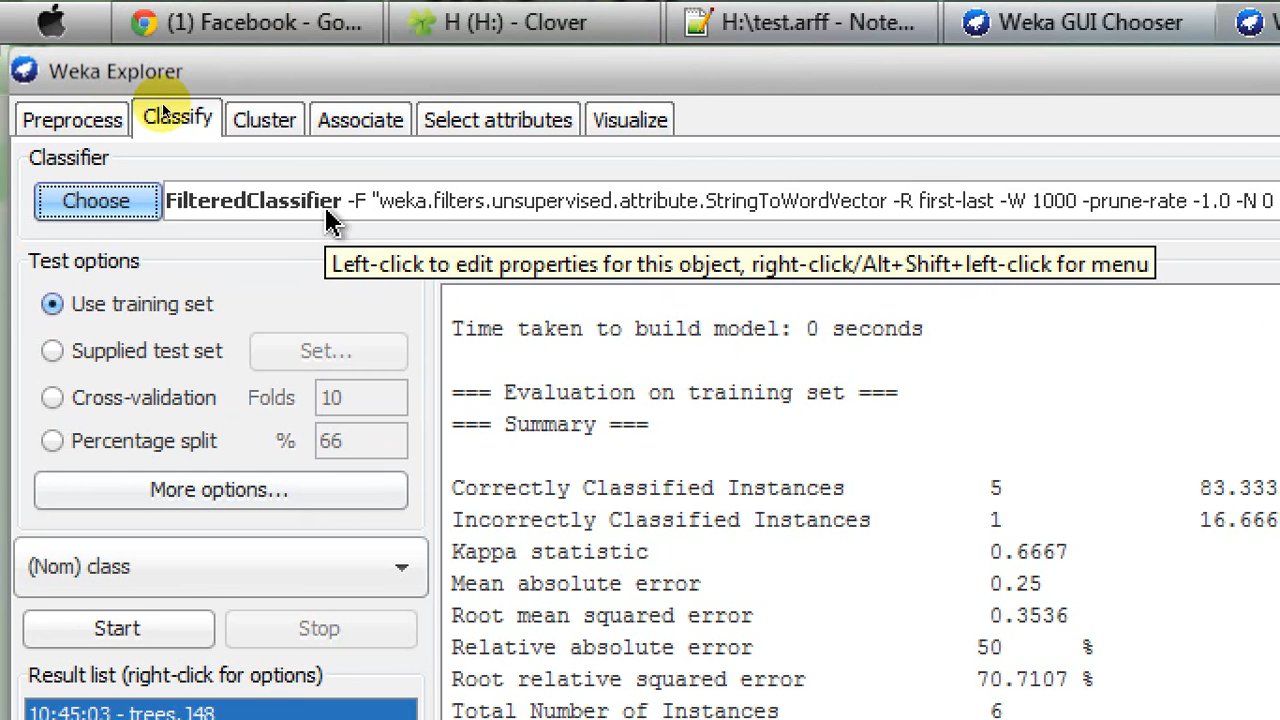 (1) Facebook - Go...
H (H:) - Clover
H:\test.arff - Note...
Weka GUI Chooser
Weka Explorer
Preprocess Classify Cluster Associate Select attributes Visualize
Classifier
Choose FilteredClassifier -F "weka.filters.unsupervised.attribute.StringToWordVector -R first-last -W 1000 -prune-rate -1.0 -N 0
Left-click to edit properties for this object, right-click/Alt+Shift+left-click for menu
Test options
Use training set
Supplied test set Set...
Cross-validation Folds 10
Percentage split % 66
More options...
(Nom) class
Start Stop
Result list (right-click for options)
10:45:03 - trees.J48
Time taken to build model: 0 seconds
=== Evaluation on training set ===
=== Summary ===
Correctly Classified Instances 5 83.333
Incorrectly Classified Instances 1 16.666
Kappa statistic 0.6667
Mean absolute error 0.25
Root mean squared error 0.3536
Relative absolute error 50 %
Root relative squared error 70.7107 %
Total Number of Instances 6